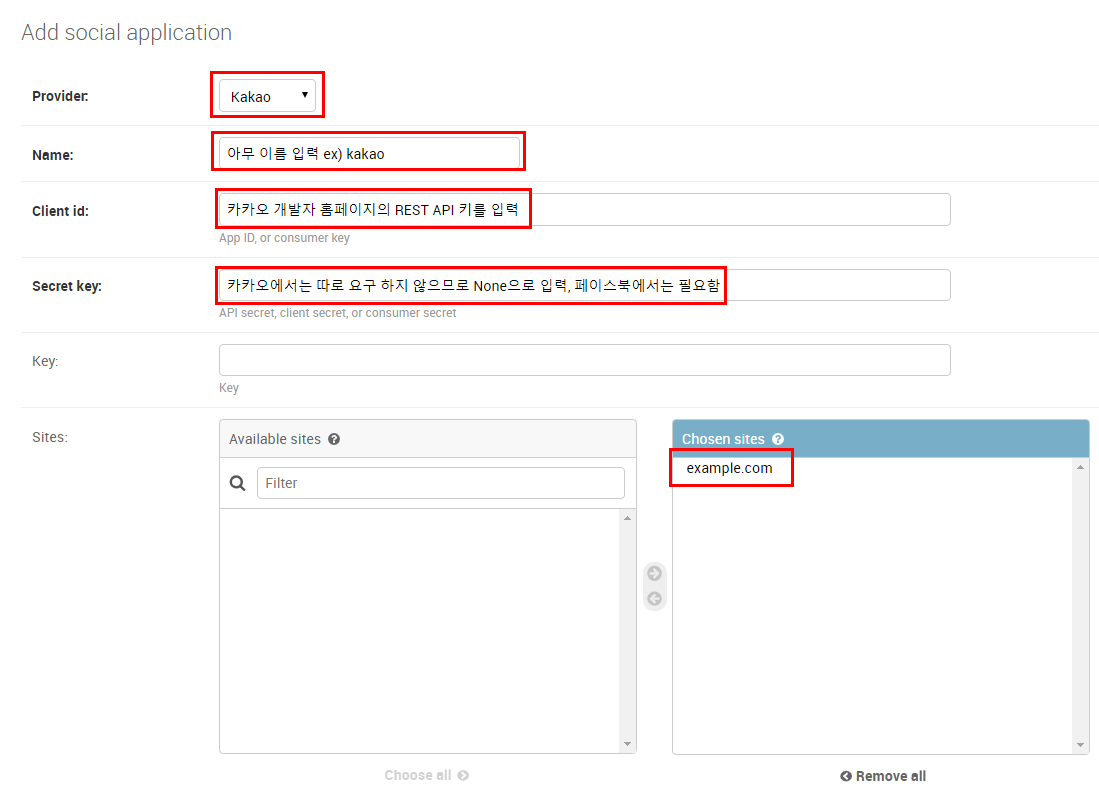 Add social application
Provider:
Kakao
Name:
아무 이름 입력 ex) kakao
Client id:
카카오 개발자 홈페이지의 REST API 키를 입력
App ID, or consumer key
Secret key:
카카오에서는 따로 요구 하지 않으므로 None으로 입력, 페이스북에서는 필요함
API secret, client secret, or consumer secret
Key:
Key
Sites:
Available sites
Filter
Choose all
Chosen sites
example.com
Remove all